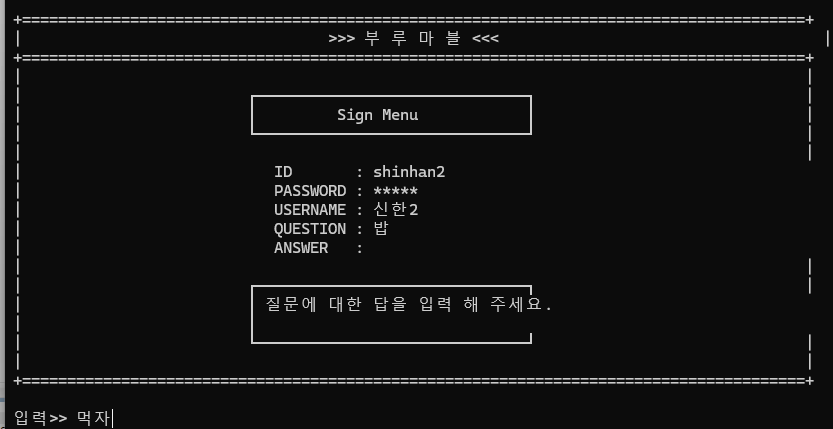 >>> 부 루 마 블 <<<
Sign Menu
ID : shinhan2
PASSWORD : *****
USERNAME : 신한2
QUESTION : 밥
ANSWER :
질문에 대한 답을 입력 해 주세요.
입력>> 먹자